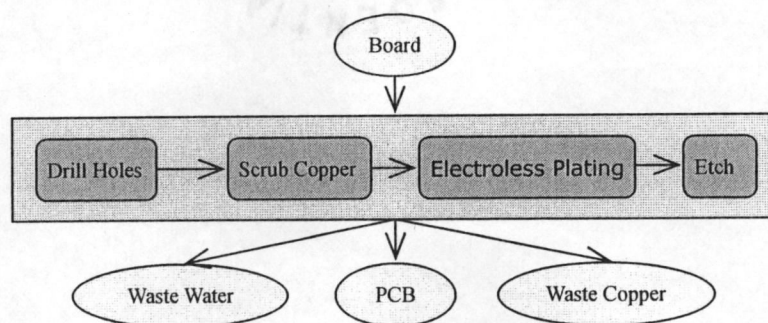 Board
Drill Holes
Scrub Copper
Electroless Plating
Etch
Waste Water
PCB
Waste Copper